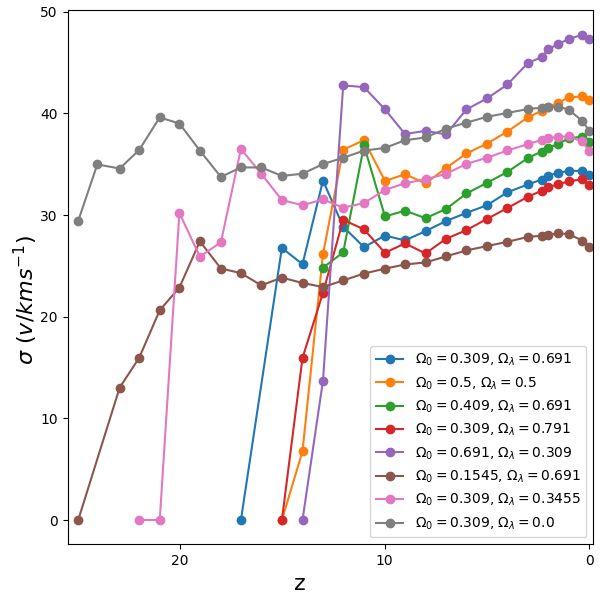 50
40
30
20
10
0
σ (v/kms⁻¹)
20 10 0
z
Ω₀ = 0.309, Ω_λ = 0.691
Ω₀ = 0.5, Ω_λ = 0.5
Ω₀ = 0.409, Ω_λ = 0.691
Ω₀ = 0.309, Ω_λ = 0.791
Ω₀ = 0.691, Ω_λ = 0.309
Ω₀ = 0.1545, Ω_λ = 0.691
Ω₀ = 0.309, Ω_λ = 0.3455
Ω₀ = 0.309, Ω_λ = 0.0